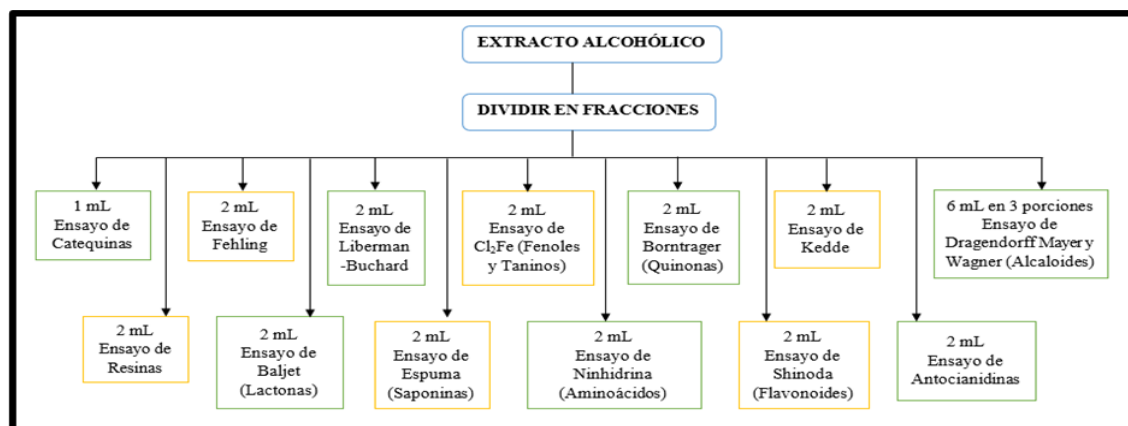 EXTRACTO ALCOHÓLICO
DIVIDIR EN FRACCIONES
1 mL
Ensayo de
Catequinas
2 mL
Ensayo de
Fehling
2 mL
Ensayo de
Liberman
-Buchard
2 mL
Ensayo de
Cl₂Fe (Fenoles
y Taninos)
2 mL
Ensayo de
Borntrager
(Quinonas)
2 mL
Ensayo de
Kedde
6 mL en 3 porciones
Ensayo de
Dragendorff Mayer y
Wagner (Alcaloides)
2 mL
Ensayo de
Resinas
2 mL
Ensayo de
Baljet
(Lactonas)
2 mL
Ensayo de
Espuma
(Saponinas)
2 mL
Ensayo de
Ninhidrina
(Aminoácidos)
2 mL
Ensayo de
Shinoda
(Flavonoides)
2 mL
Ensayo de
Antocianidinas